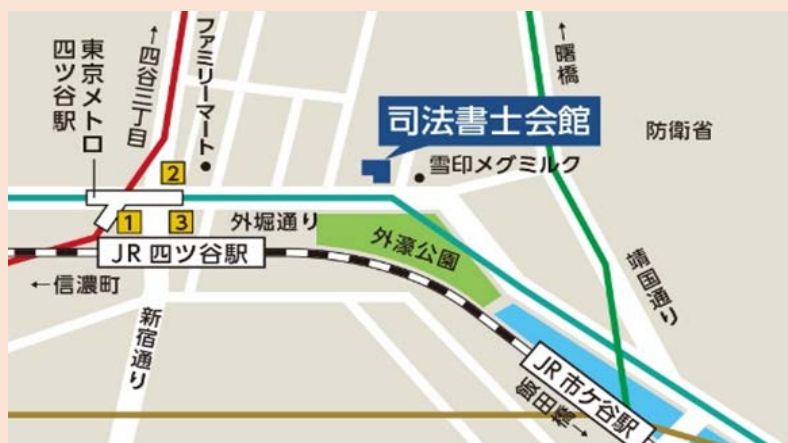 東京メトロ
四ツ谷駅
←四谷三丁目
ファミリーマート
←曙橋
司法書士会館
防衛省
雪印メグミルク
2
1
3
外堀通り
外濠公園
JR 四ツ谷駅
←信濃町
靖国通り
新宿通り
JR 市ケ谷駅
飯田橋→